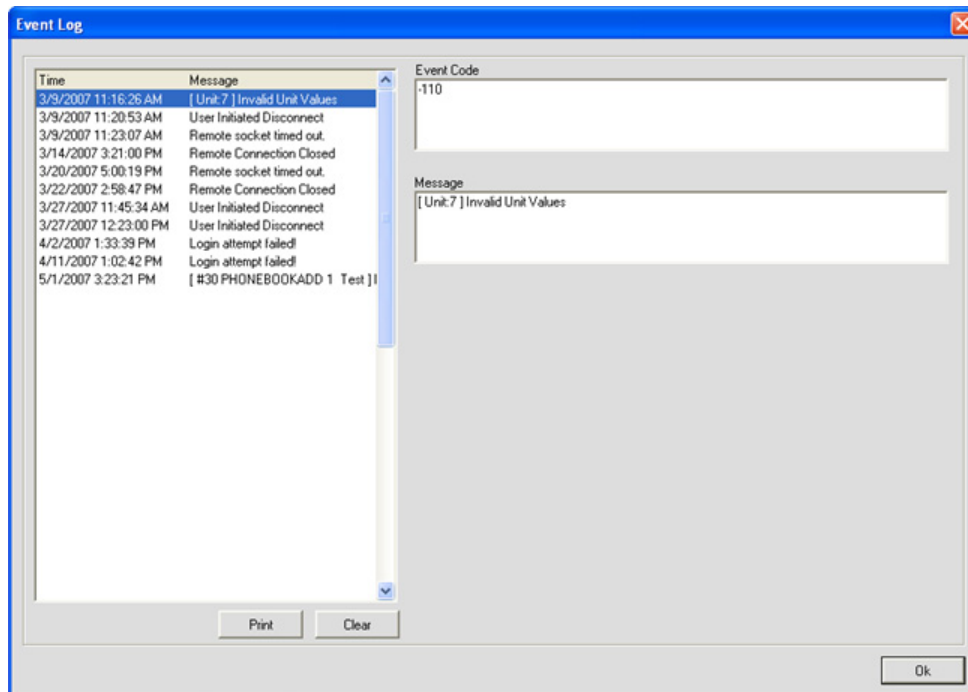 Event Log
Time Message
3/9/2007 11:16:26 AM [ Unit:7 ] Invalid Unit Values
3/9/2007 11:20:53 AM User Initiated Disconnect
3/9/2007 11:23:07 AM Remote socket timed out.
3/14/2007 3:21:00 PM Remote Connection Closed
3/20/2007 5:00:19 PM Remote socket timed out.
3/22/2007 2:58:47 PM Remote Connection Closed
3/27/2007 11:45:34 AM User Initiated Disconnect
3/27/2007 12:23:00 PM User Initiated Disconnect
4/2/2007 1:33:39 PM Login attempt failed!
4/11/2007 1:02:42 PM Login attempt failed!
5/1/2007 3:23:21 PM [ #30 PHONEBOOKADD 1 Test ]
Print Clear
Event Code
-110
Message
[ Unit:7 ] Invalid Unit Values
Ok